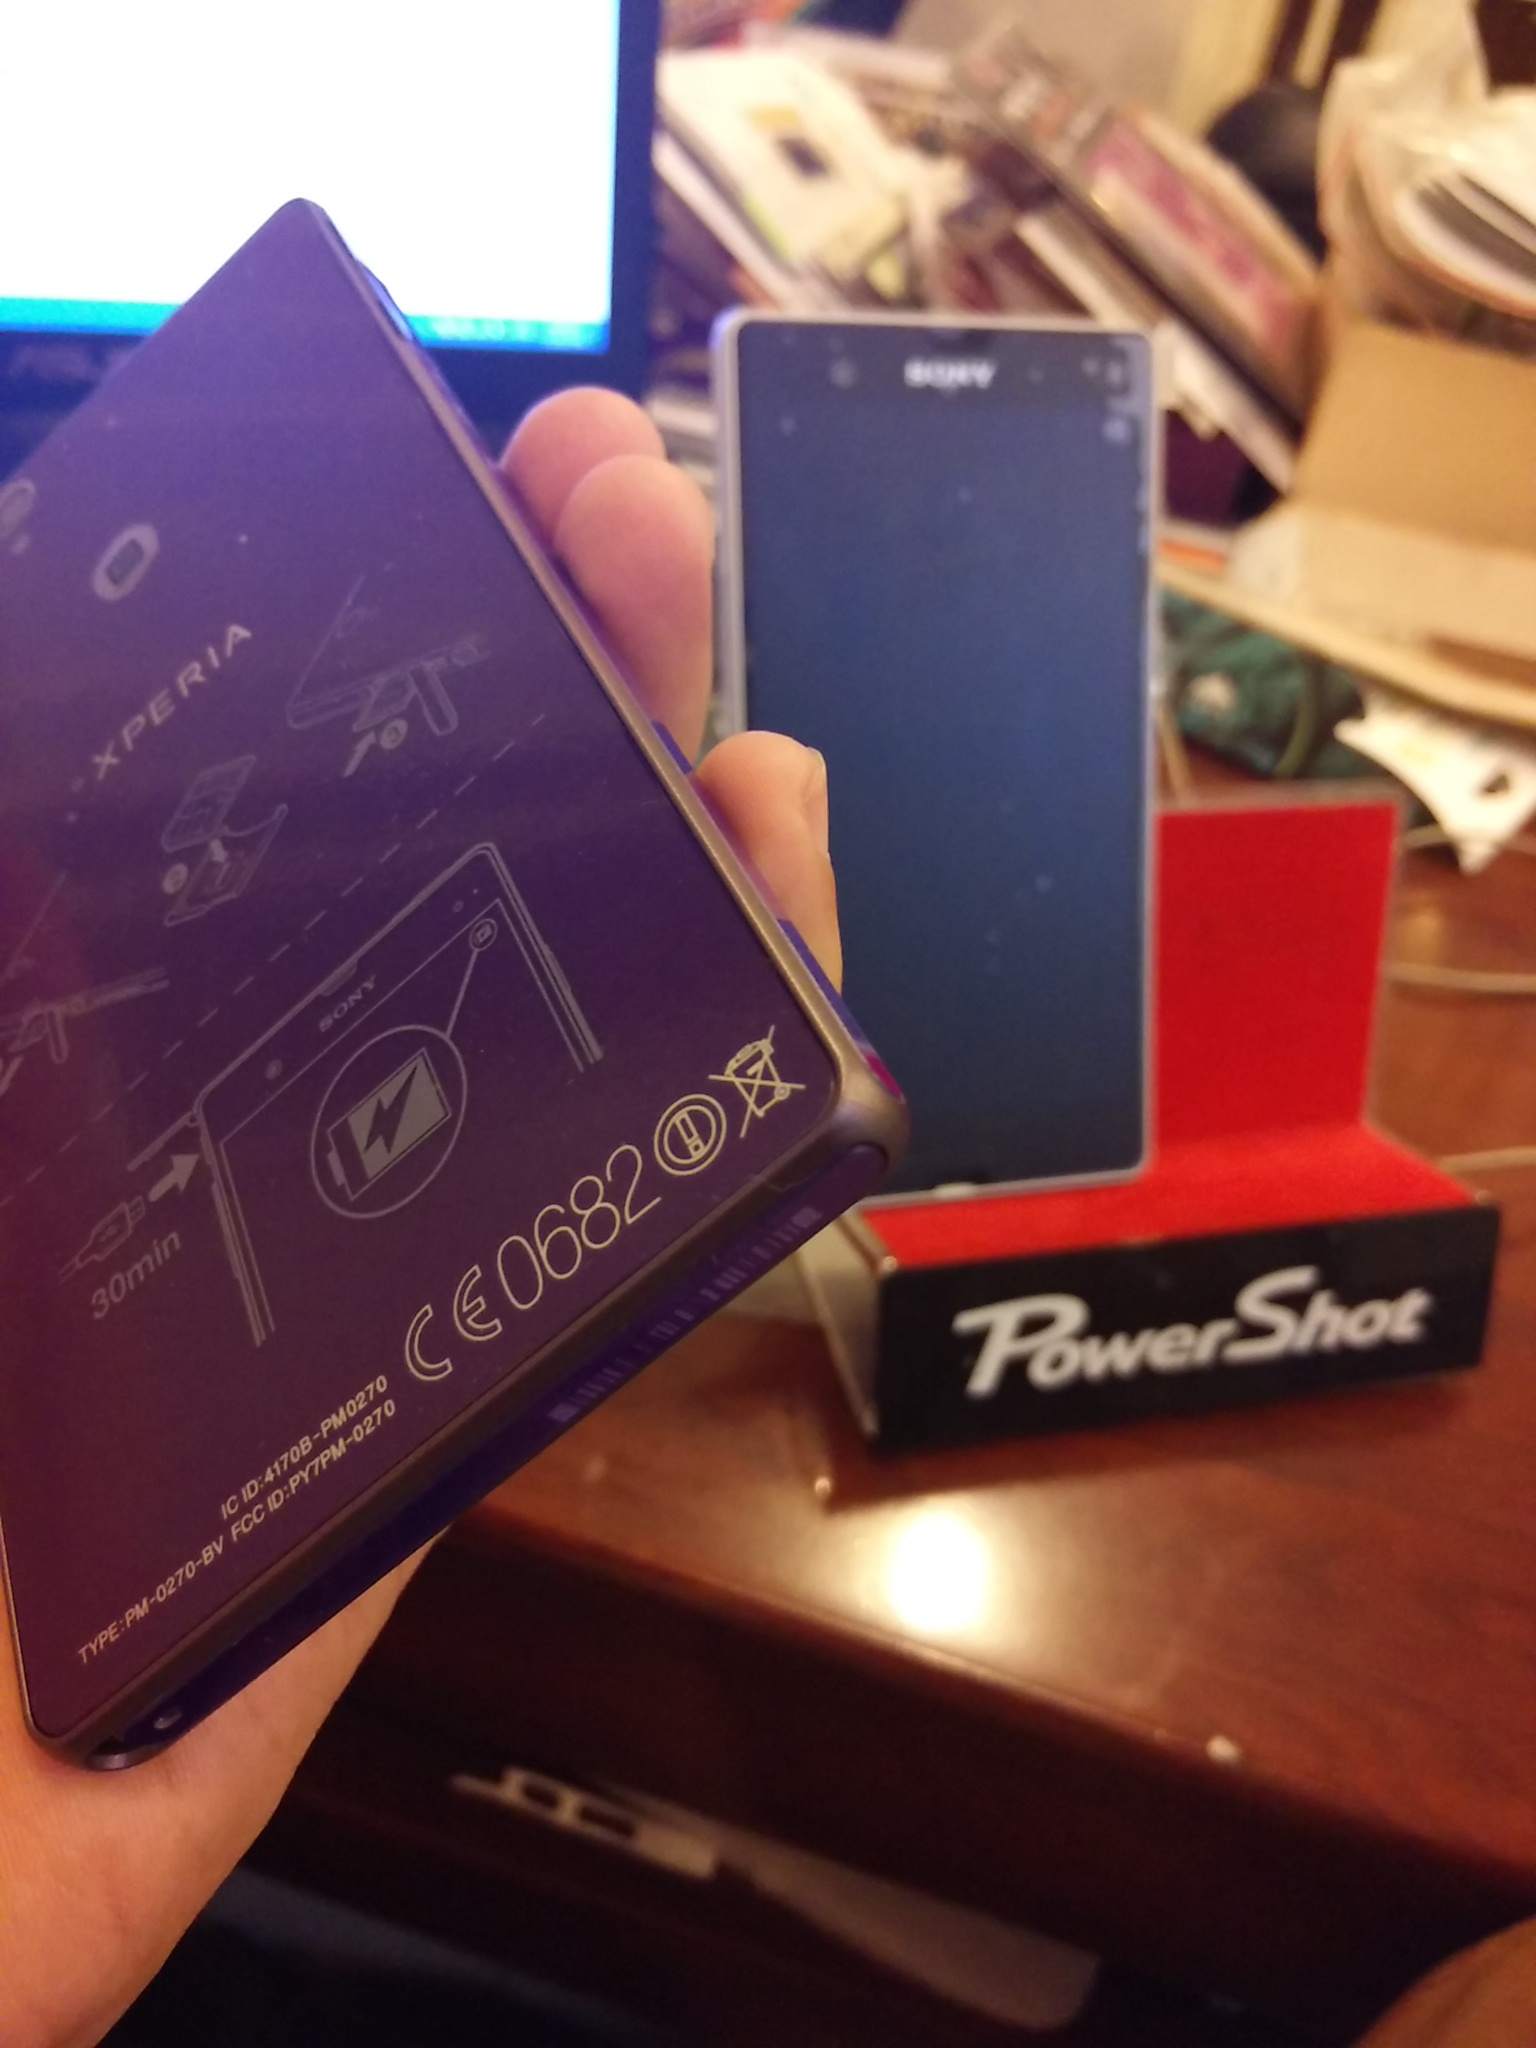 SONY
XPERIA
SONY
30min
CE0682
IC ID:4170B-PM0270
TYPE:PM-0270-BV FCC ID:PY7PM-0270
PowerShot